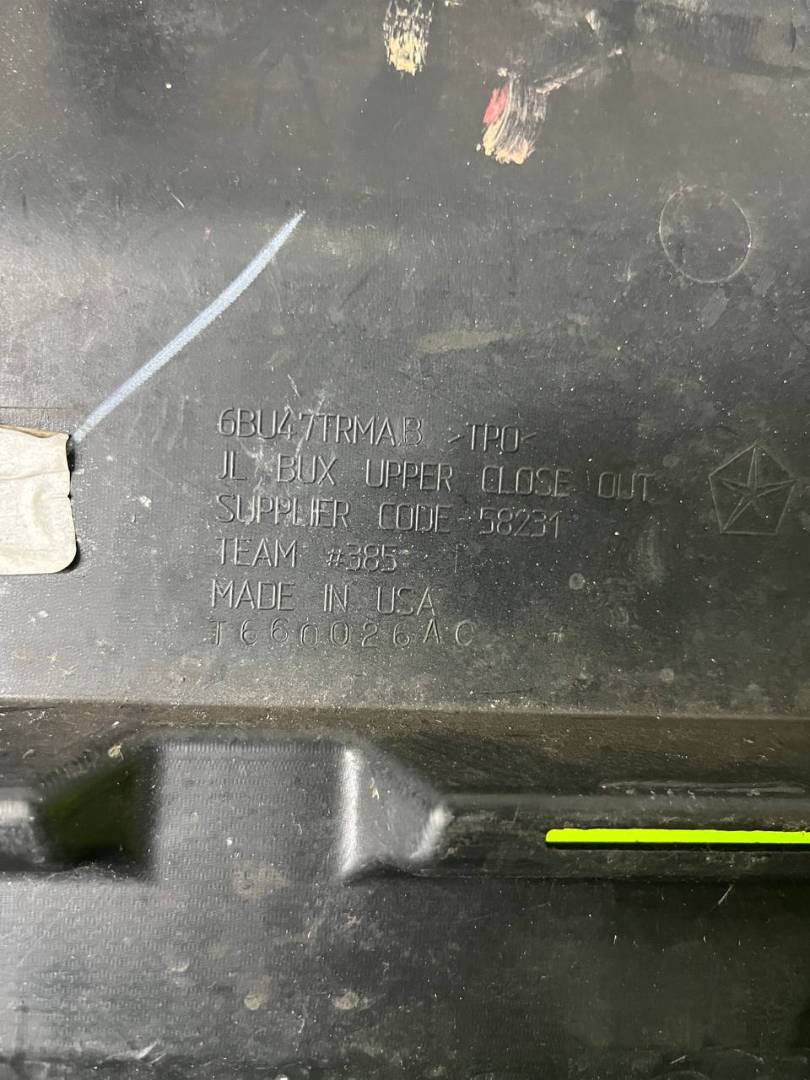 6BU47TRMAB >TPO<
JL BUX UPPER CLOSE OUT
SUPPLIER CODE 58231
TEAM #385
MADE IN USA
T660026AC